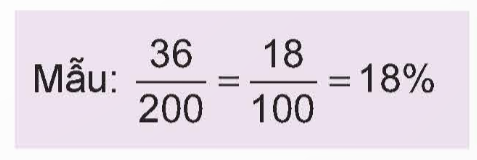 Mẫu: 36/200 = 18/100 = 18%